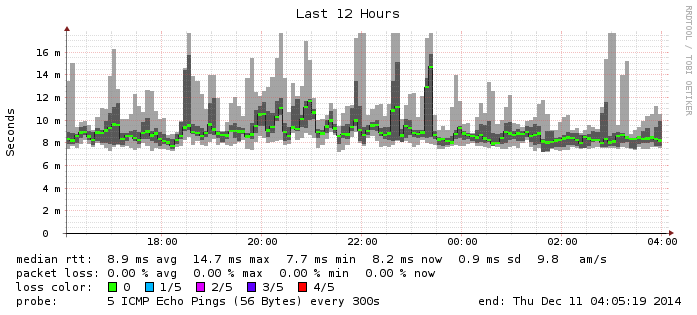 Last 12 Hours
RRDTOOL / TOBI OETIKER
Seconds
16 m
14 m
12 m
10 m
8 m
6 m
4 m
2 m
0
18:00 20:00 22:00 00:00 02:00 04:00
median rtt: 8.9 ms avg 14.7 ms max 7.7 ms min 8.2 ms now 0.9 ms sd 9.8 am/s
packet loss: 0.00 % avg 0.00 % max 0.00 % min 0.00 % now
loss color: 0 1/5 2/5 3/5 4/5
probe: 5 ICMP Echo Pings (56 Bytes) every 300s end: Thu Dec 11 04:05:19 2014